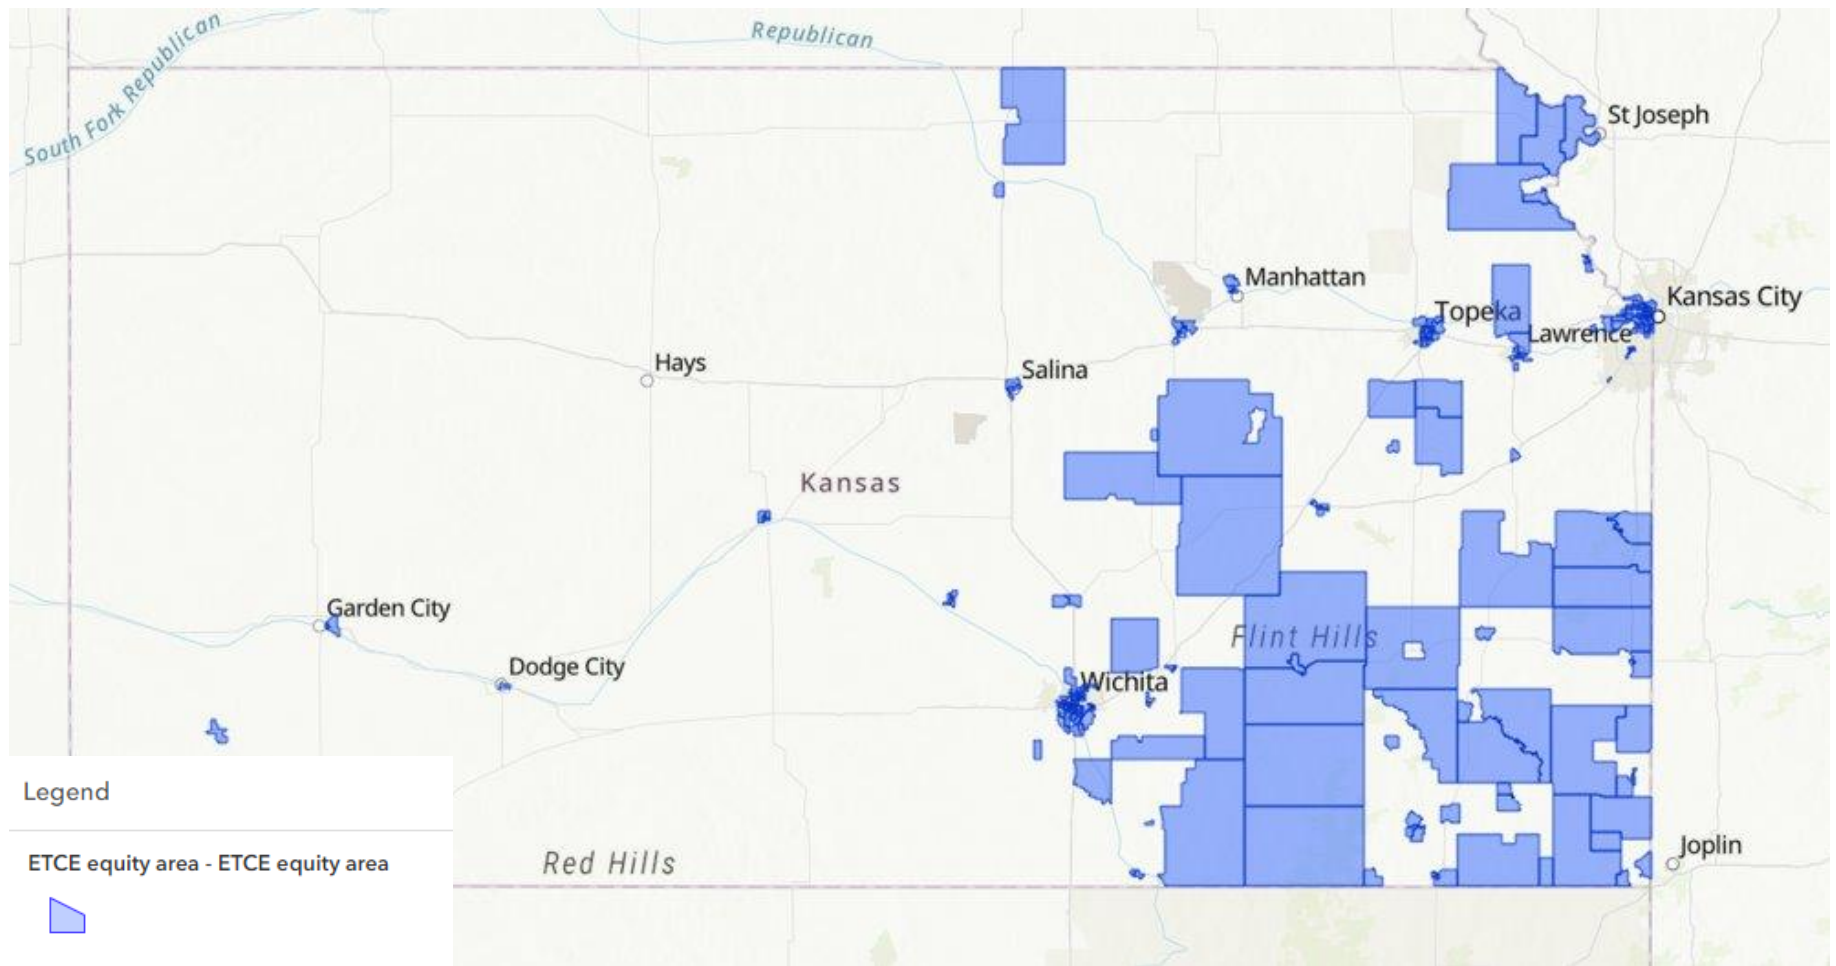 South Fork Republican
Republican
St Joseph
Manhattan
Kansas City
Topeka
Lawrence
Hays
Salina
Kansas
Garden City
Flint Hills
Dodge City
Wichita
Legend
Joplin
ETCE equity area - ETCE equity area
Red Hills